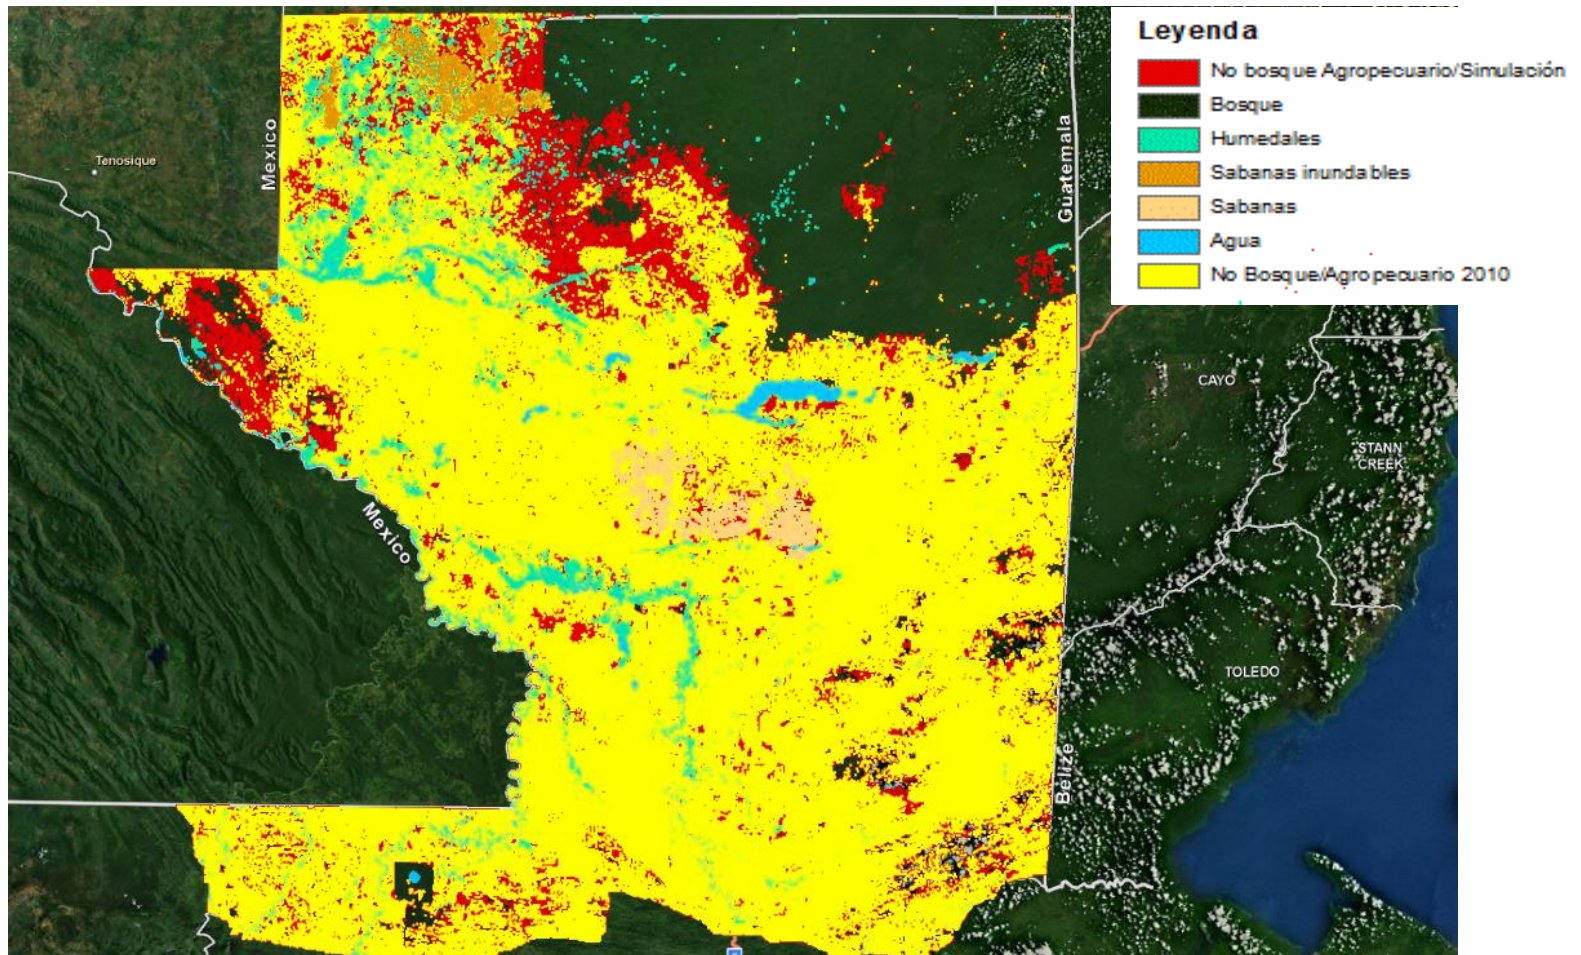 Leyenda
No bosque Agropecuario/Simulación
Bosque
Humedales
Sabanas inundables
Sabanas
Agua
No Bosque/Agropecuario 2010
Tenosique
Mexico
Guatemala
CAYO
STANN
CREEK
Mexico
TOLEDO
Belize